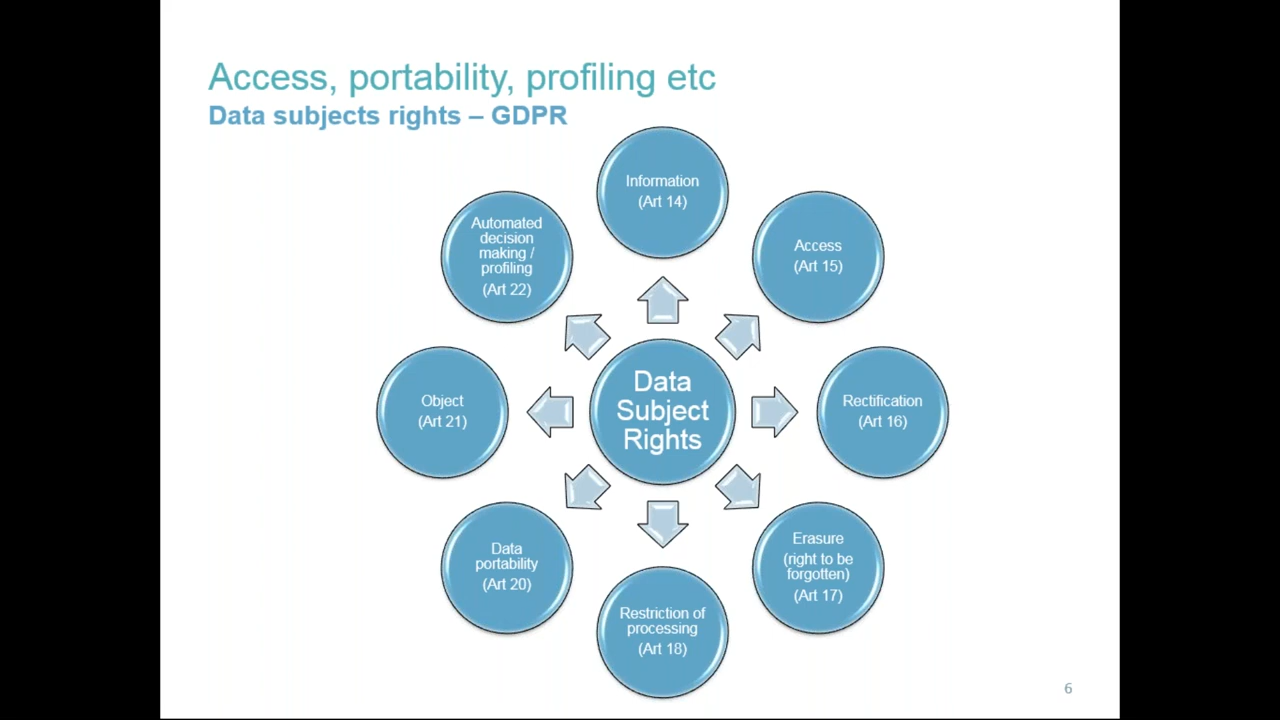 Access, portability, profiling etc
Data subjects rights – GDPR
Information
(Art 14)
Access
(Art 15)
Rectification
(Art 16)
Erasure
(right to be
forgotten)
(Art 17)
Restriction of
processing
(Art 18)
Data
portability
(Art 20)
Object
(Art 21)
Automated
decision
making /
profiling
(Art 22)
Data
Subject
Rights
6